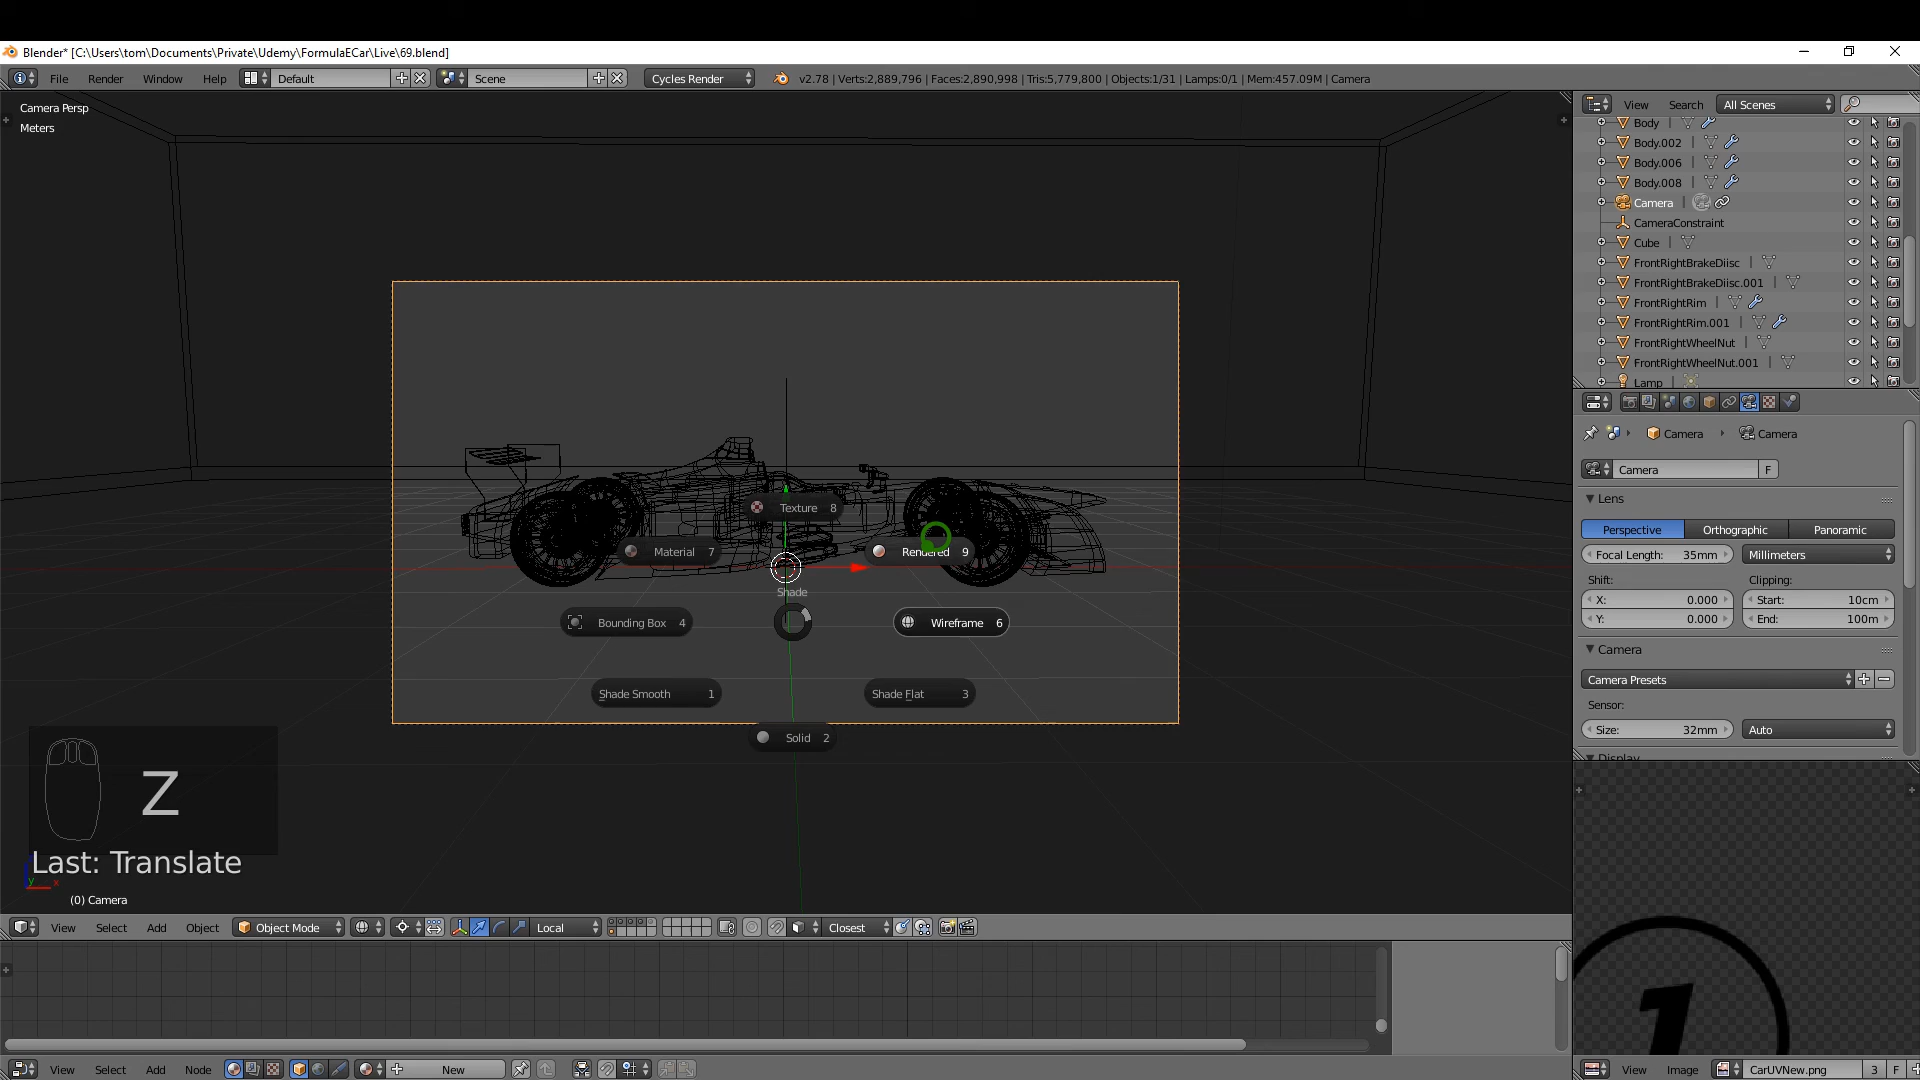 Blender* [C:\Users\tom\Documents\Private\Udemy\FormulaECar\Live\69.blend]
File Render Window Help Default Scene Cycles Render v2.78 | Verts:2,889,796 | Faces:2,890,998 | Tris:5,779,800 | Objects:1/31 | Lamps:0/1 | Mem:457.09M | Camera
Camera Persp
Meters
Texture 8
Material 7
Rendered 9
Shade
Bounding Box 4
Wireframe 6
Shade Smooth 1
Shade Flat 3
Solid 2
Z
Last: Translate
y x
(0) Camera
View Select Add Object Object Mode Local Closest
View Select Add Node New
View Search All Scenes
Body
Body.002
Body.006
Body.008
Camera
CameraConstraint
Cube
FrontRightBrakeDiisc
FrontRightBrakeDiisc.001
FrontRightRim
FrontRightRim.001
FrontRightWheelNut
FrontRightWheelNut.001
Lamp
Camera Camera
Camera F
Lens
Perspective Orthographic Panoramic
Focal Length: 35mm Millimeters
Shift: Clipping:
X: 0.000 Start: 10cm
Y: 0.000 End: 100m
Camera
Camera Presets
Sensor:
Size: 32mm Auto
Display
1
View Image CarUVNew.png 3 F